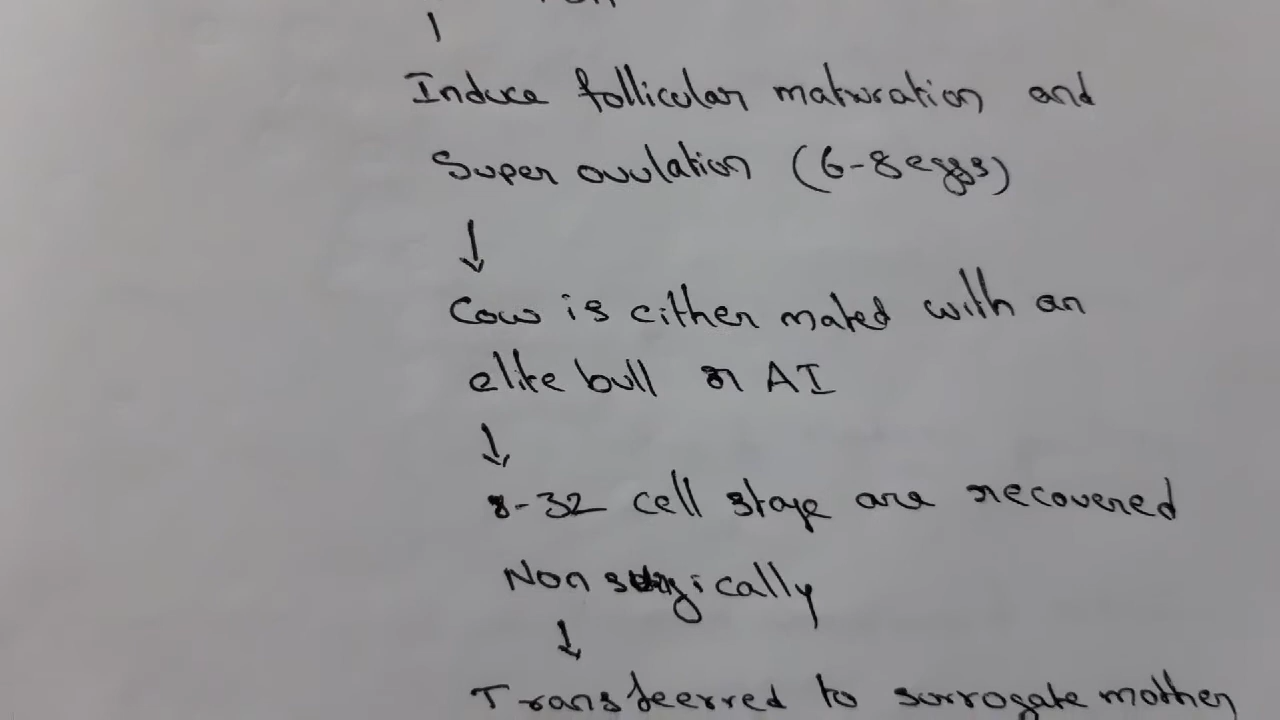 Induce follicular maturation and
Super ovulation (6-8 eggs)
↓
Cow is either mated with an
elite bull or AI
↓
8-32 cell stage are recovered
Non surgically
↓
Transfeerred to surrogate mother